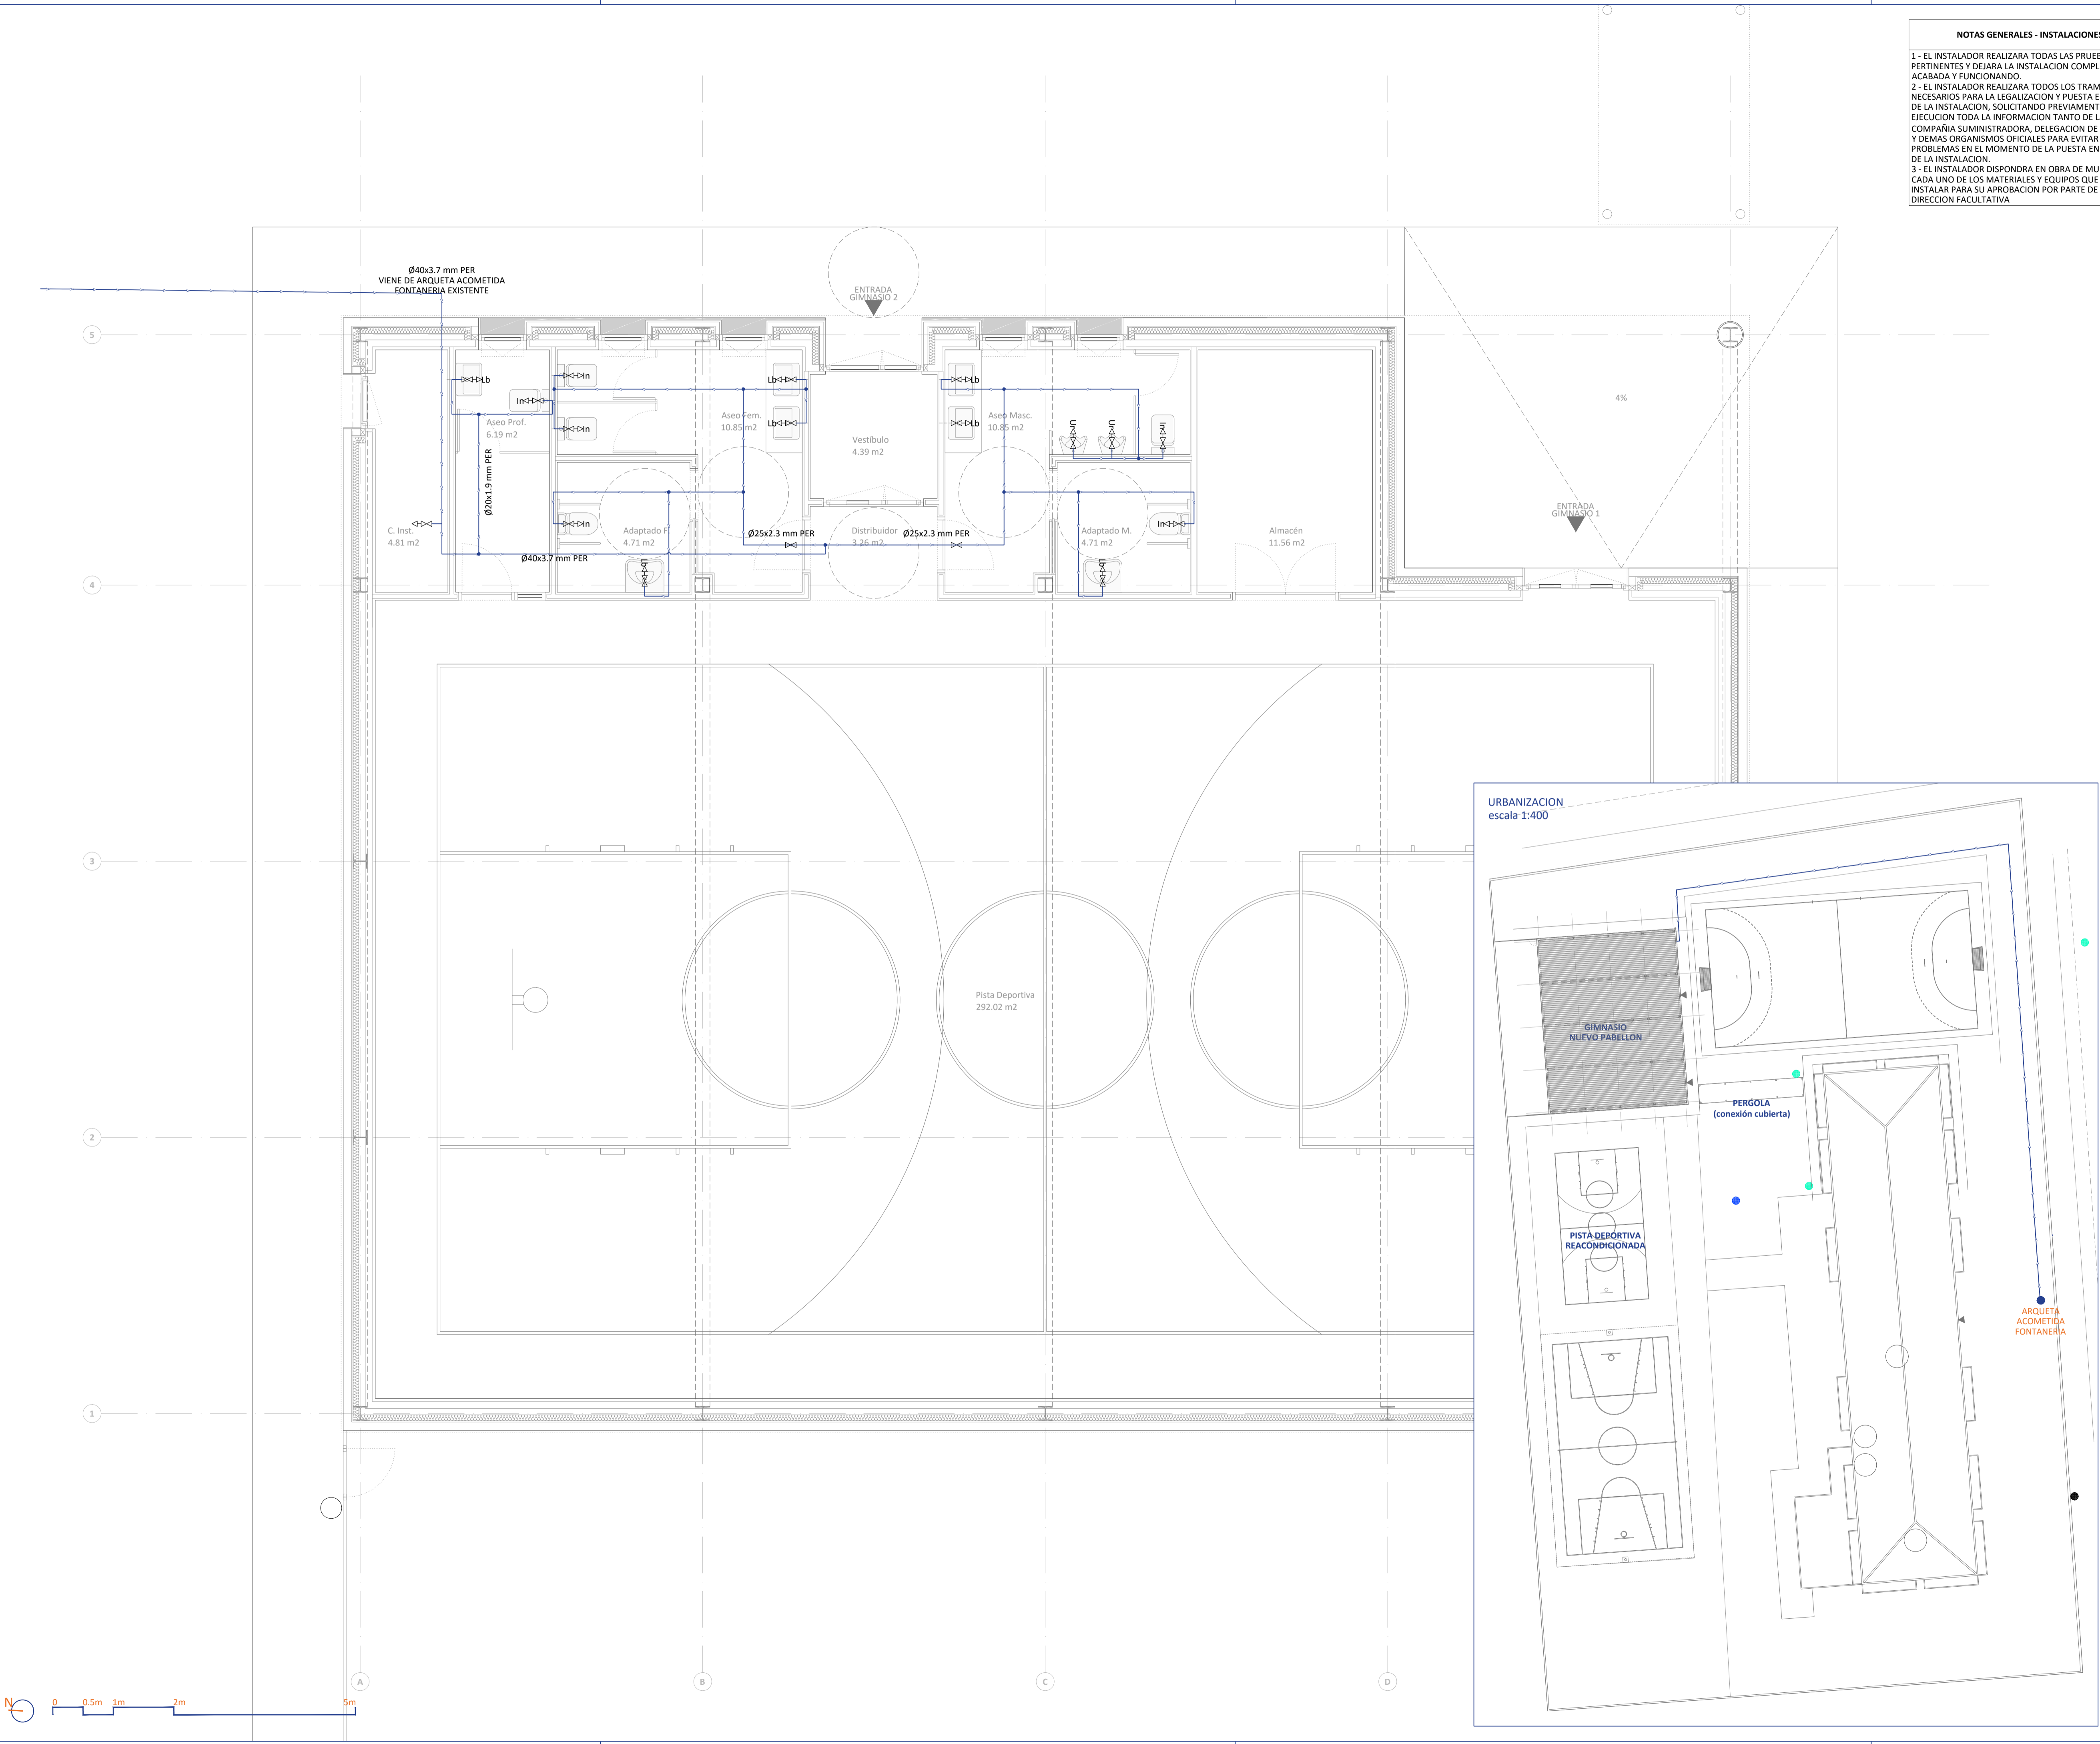 NOTAS GENERALES - INSTALACIONES
1 - EL INSTALADOR REALIZARA TODAS LAS
PERTINENTES Y DEJARA LA INSTALACION
ACABADA Y FUNCIONANDO.
2 - EL INSTALADOR REALIZARA TODOS LOS
NECESARIOS PARA LA LEGALIZACION Y PUESTA
DE LA INSTALACION, SOLICITANDO
EJECUCION TODA LA INFORMACION TANTO DE
COMPAÑIA SUMINISTRADORA, DELEGACION DE
Y DEMAS ORGANISMOS OFICIALES PARA EVITAR
PROBLEMAS EN EL MOMENTO DE LA PUESTA EN
DE LA INSTALACION.
3 - EL INSTALADOR DISPONDRA EN OBRA DE
CADA UNO DE LOS MATERIALES Y EQUIPOS QUE
INSTALAR PARA SU APROBACION POR PARTE DE
DIRECCION FACULTATIVA
Ø40x3.7 mm PER
VIENE DE ARQUETA ACOMETIDA
FONTANERIA EXISTENTE
ENTRADA
GIMNASIO 2
5
4%
Lb
In
In
In
Lb
Lb
Lb
Lb
Aseo Prof.
6.19 m2
Aseo Fem.
10.85 m2
Vestíbulo
4.39 m2
Aseo Masc.
10.85 m2
Ur
Ur
In
Ø20x1.9 mm PER
C. Inst.
4.81 m2
In
Adaptado F.
4.71 m2
Ø25x2.3 mm PER
Distribuidor
3.26 m2
Ø25x2.3 mm PER
Adaptado M.
4.71 m2
In
Almacén
11.56 m2
ENTRADA
GIMNASIO 1
Ø40x3.7 mm PER
Lb
Lb
4
3
Pista Deportiva
292.02 m2
2
1
A
B
C
D
N
0
0.5m
1m
2m
5m
URBANIZACION
escala 1:400
GIMNASIO
NUEVO PABELLON
PERGOLA
(conexión cubierta)
PISTA DEPORTIVA
REACONDICIONADA
ARQUETA
ACOMETIDA
FONTANERIA